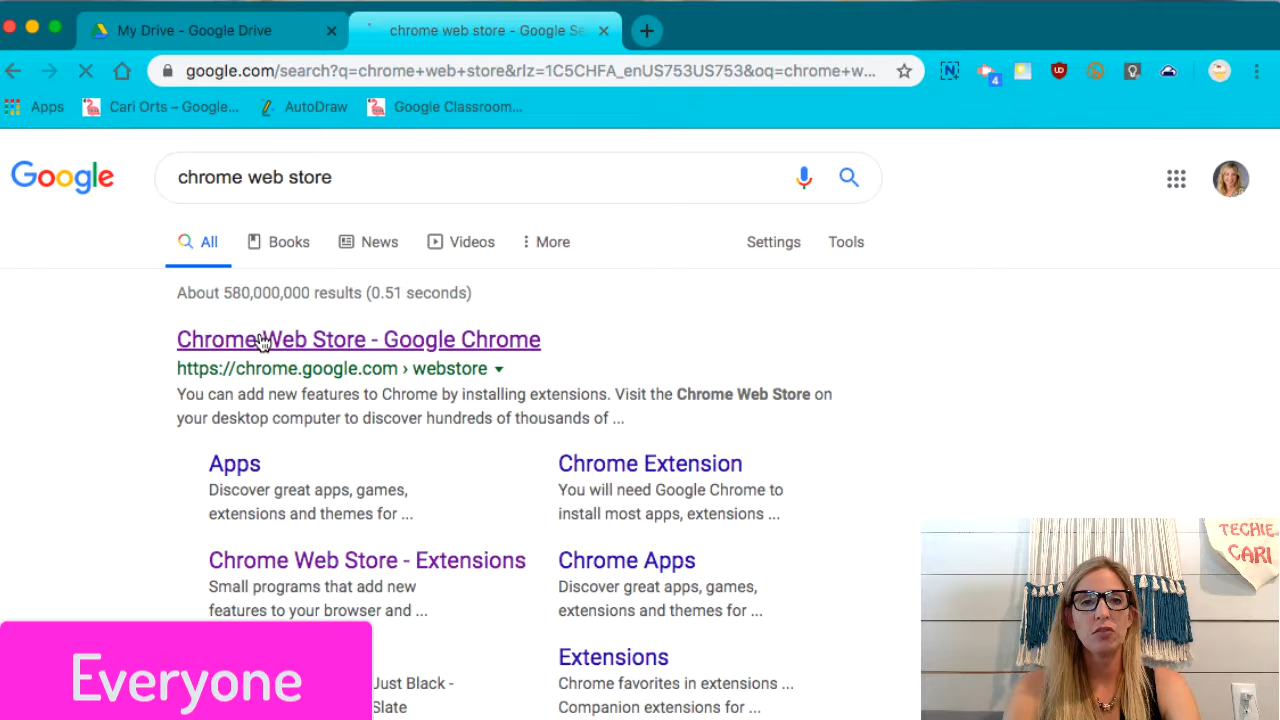 My Drive - Google Drive
chrome web store - Google Se
google.com/search?q=chrome+web+store&rlz=1C5CHFA_enUS753US753&oq=chrome+w...
N
4
UD
Apps
Cari Orts – Google...
AutoDraw
Google Classroom...
Google
chrome web store
All
Books
News
Videos
More
Settings
Tools
About 580,000,000 results (0.51 seconds)
Chrome Web Store - Google Chrome
https://chrome.google.com › webstore
You can add new features to Chrome by installing extensions. Visit the Chrome Web Store on
your desktop computer to discover hundreds of thousands of ...
Apps
Discover great apps, games,
extensions and themes for ...
Chrome Extension
You will need Google Chrome to
install most apps, extensions ...
Chrome Web Store - Extensions
Small programs that add new
features to your browser and ...
Chrome Apps
Discover great apps, games,
extensions and themes for ...
Just Black -
Slate
Extensions
Chrome favorites in extensions ...
Companion extensions for ...
Everyone
TECHIE
CARI